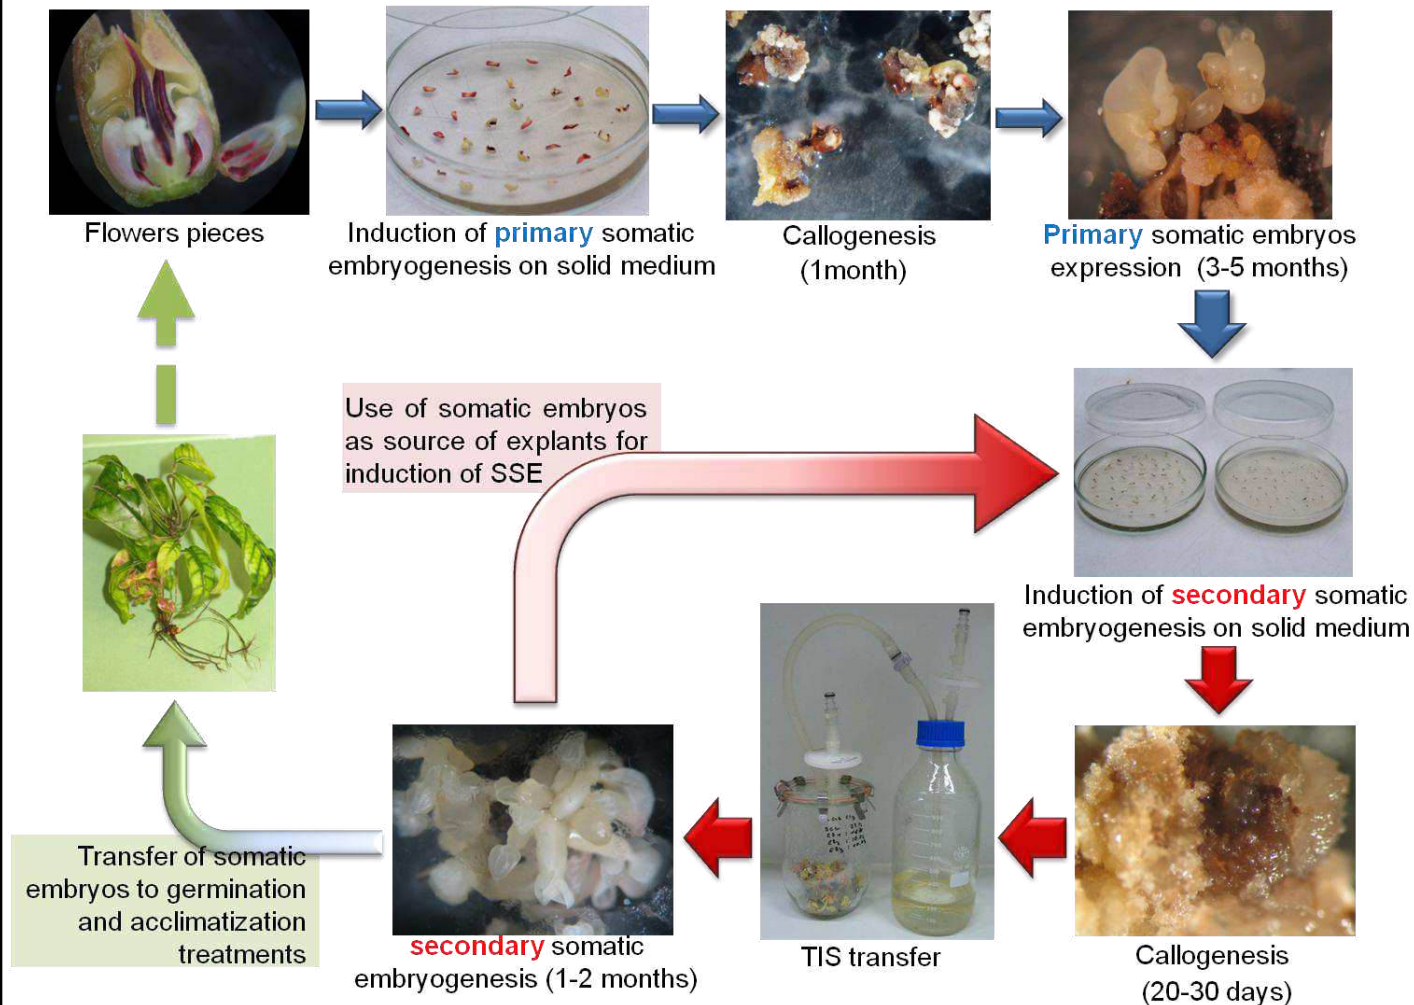 Flowers pieces
Induction of primary somatic
embryogenesis on solid medium
Callogenesis
(1month)
Primary somatic embryos
expression (3-5 months)
Use of somatic embryos
as source of explants for
induction of SSE
Induction of secondary somatic
embryogenesis on solid medium
Transfer of somatic
embryos to germination
and acclimatization
treatments
secondary somatic
embryogenesis (1-2 months)
TIS transfer
Callogenesis
(20-30 days)